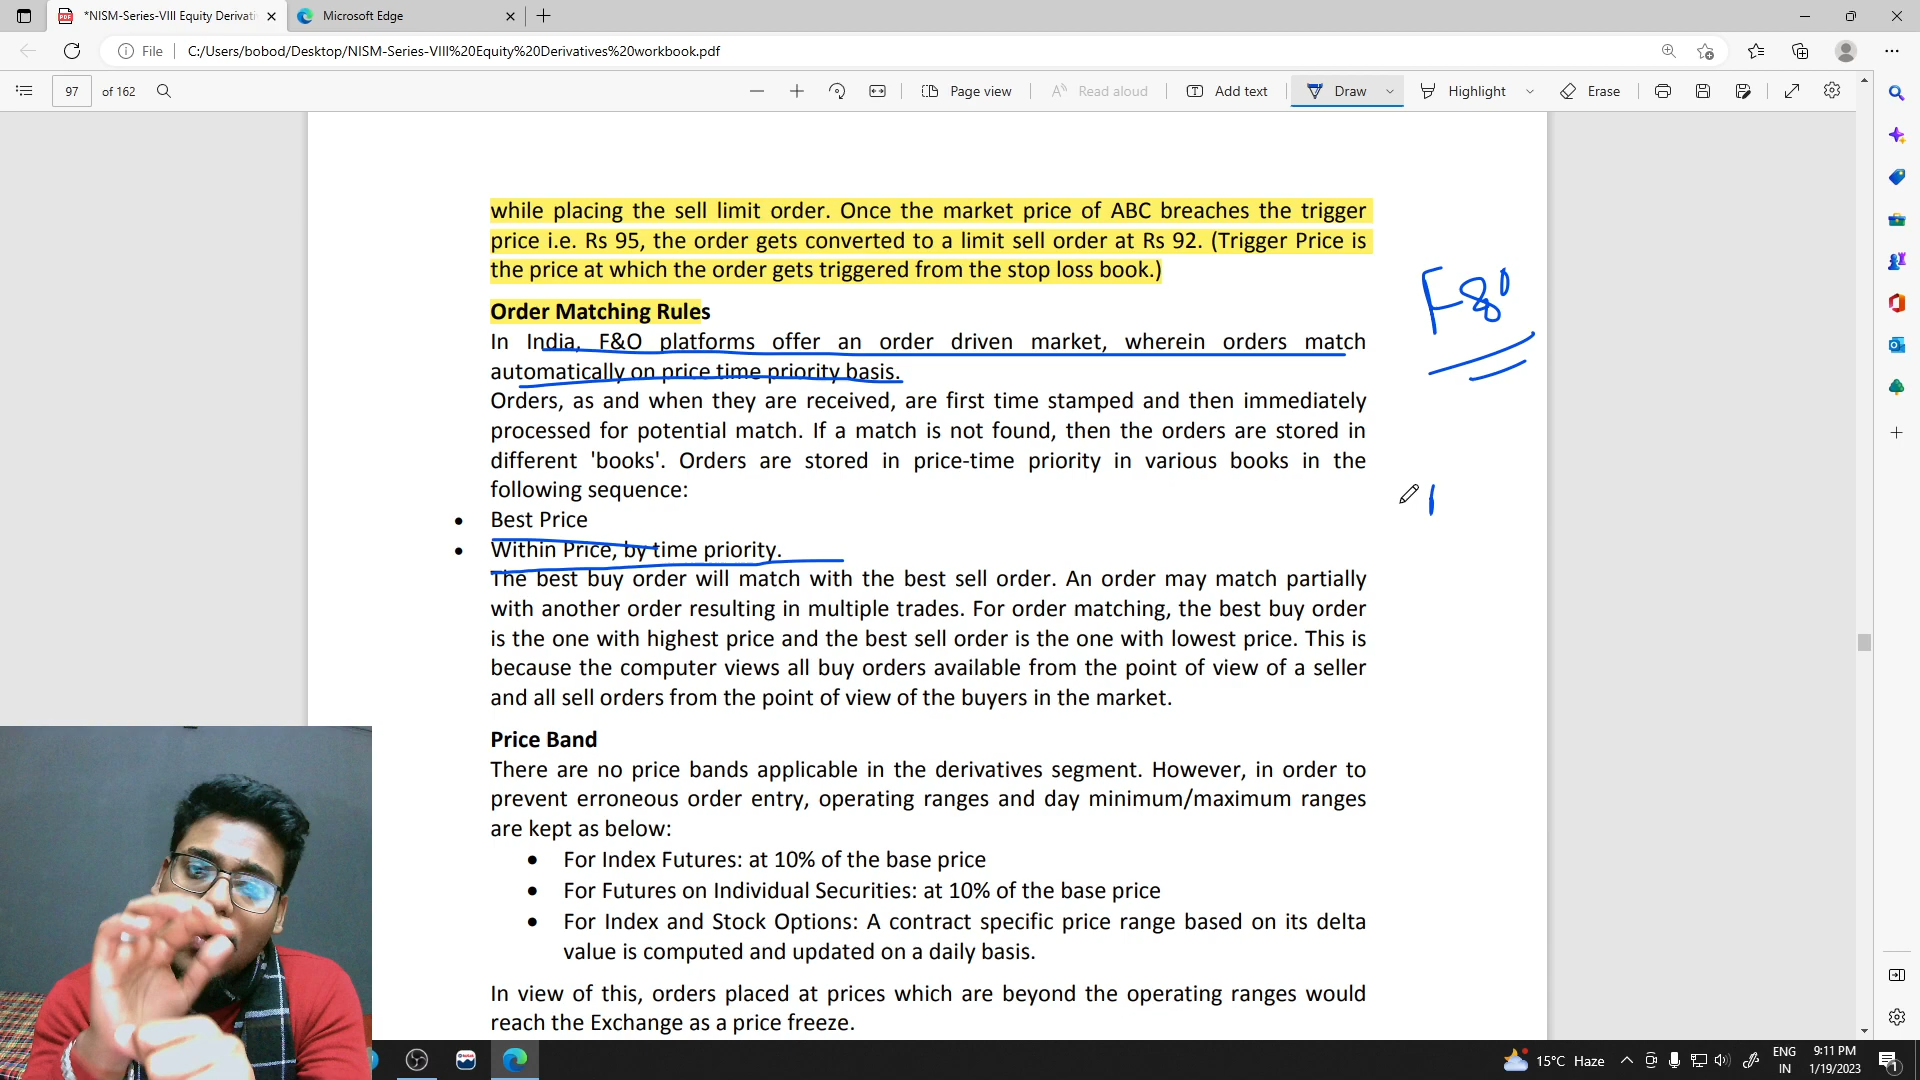 *NISM-Series-VIII Equity Derivati
Microsoft Edge
File
C:/Users/bobod/Desktop/NISM-Series-VIII%20Equity%20Derivatives%20workbook.pdf
97 of 162
Page view
Read aloud
Add text
Draw
Highlight
Erase
while placing the sell limit order. Once the market price of ABC breaches the trigger
price i.e. Rs 95, the order gets converted to a limit sell order at Rs 92. (Trigger Price is
the price at which the order gets triggered from the stop loss book.)
Order Matching Rules
In India, F&O platforms offer an order driven market, wherein orders match
automatically on price time priority basis.
Orders, as and when they are received, are first time stamped and then immediately
processed for potential match. If a match is not found, then the orders are stored in
different 'books'. Orders are stored in price-time priority in various books in the
following sequence:
• Best Price
• Within Price, by time priority.
The best buy order will match with the best sell order. An order may match partially
with another order resulting in multiple trades. For order matching, the best buy order
is the one with highest price and the best sell order is the one with lowest price. This is
because the computer views all buy orders available from the point of view of a seller
and all sell orders from the point of view of the buyers in the market.
Price Band
There are no price bands applicable in the derivatives segment. However, in order to
prevent erroneous order entry, operating ranges and day minimum/maximum ranges
are kept as below:
• For Index Futures: at 10% of the base price
• For Futures on Individual Securities: at 10% of the base price
• For Index and Stock Options: A contract specific price range based on its delta
value is computed and updated on a daily basis.
In view of this, orders placed at prices which are beyond the operating ranges would
reach the Exchange as a price freeze.
15°C Haze
ENG
IN
9:11 PM
1/19/2023